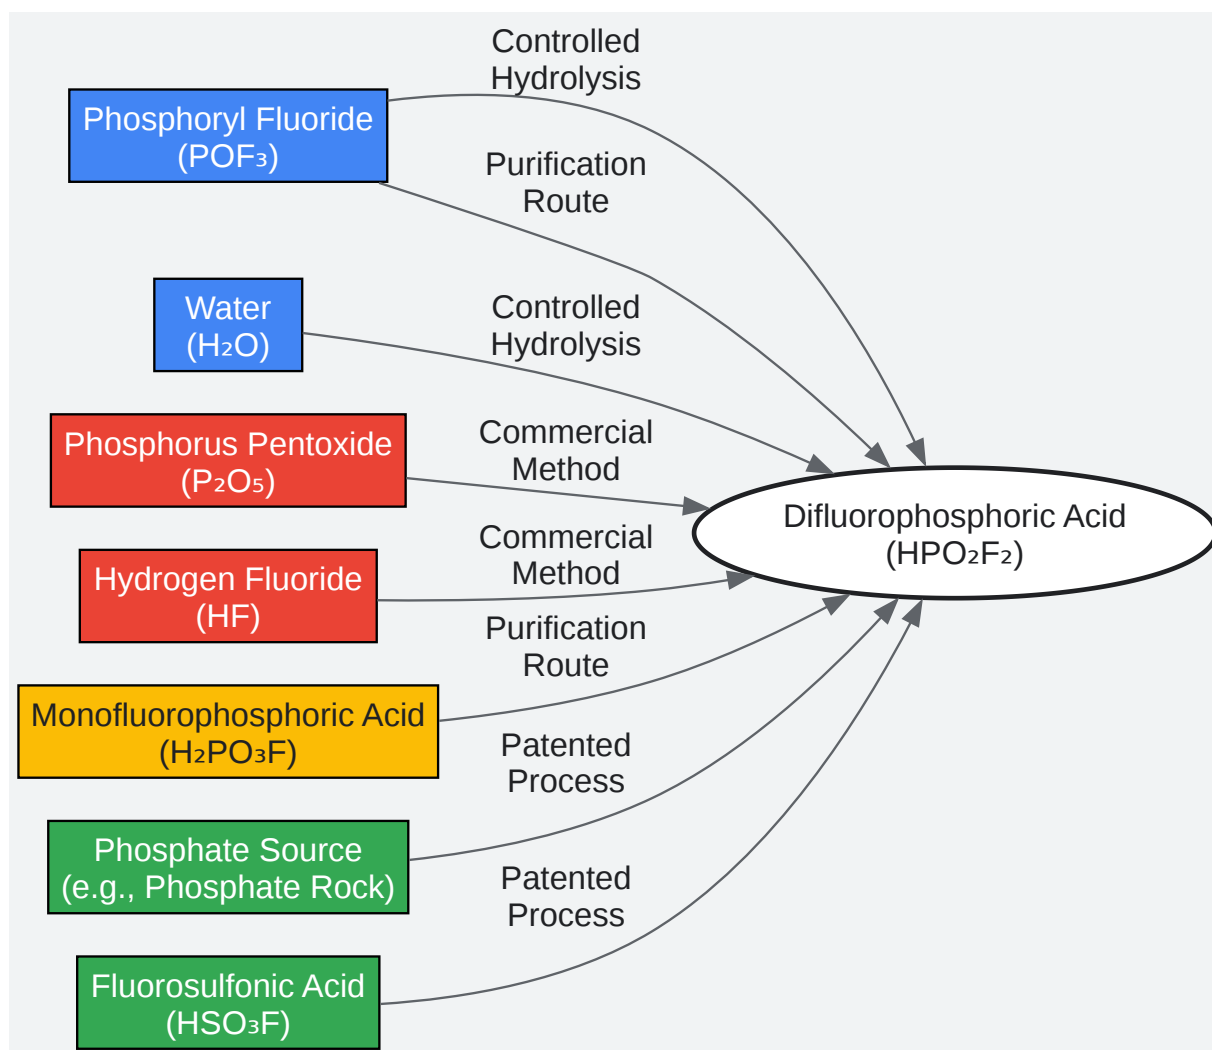 Controlled
Hydrolysis
Phosphoryl Fluoride
(POF₃)
Purification
Route
Water
(H₂O)
Controlled
Hydrolysis
Phosphorus Pentoxide
(P₂O₅)
Commercial
Method
Difluorophosphoric Acid
(HPO₂F₂)
Hydrogen Fluoride
(HF)
Commercial
Method
Purification
Route
Monofluorophosphoric Acid
(H₂PO₃F)
Patented
Process
Phosphate Source
(e.g., Phosphate Rock)
Patented
Process
Fluorosulfonic Acid
(HSO₃F)